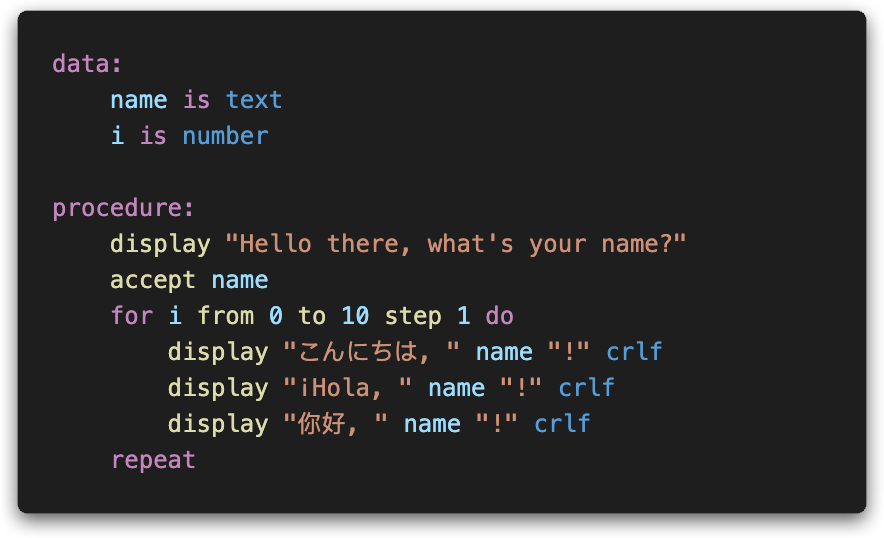 data:
    name is text
    i is number

procedure:
    display "Hello there, what's your name?"
    accept name
    for i from 0 to 10 step 1 do
        display "こんにちは, " name "!" crlf
        display "¡Hola, " name "!" crlf
        display "你好, " name "!" crlf
    repeat